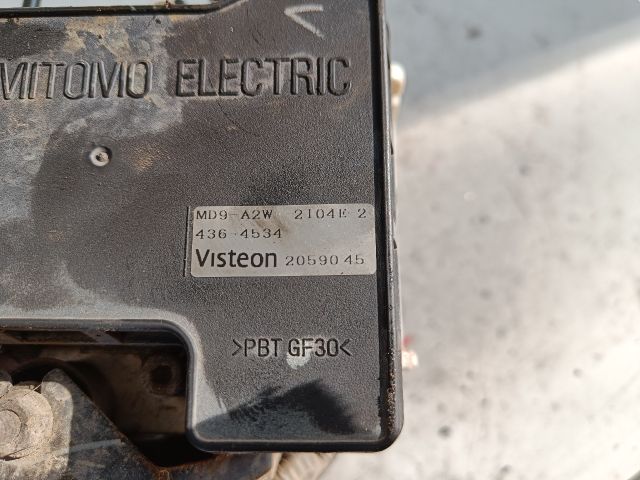 MITOMO ELECTRIC
MD9-A2W 2104E 2
436-4534
Visteon 2059045
>PBT GF30<